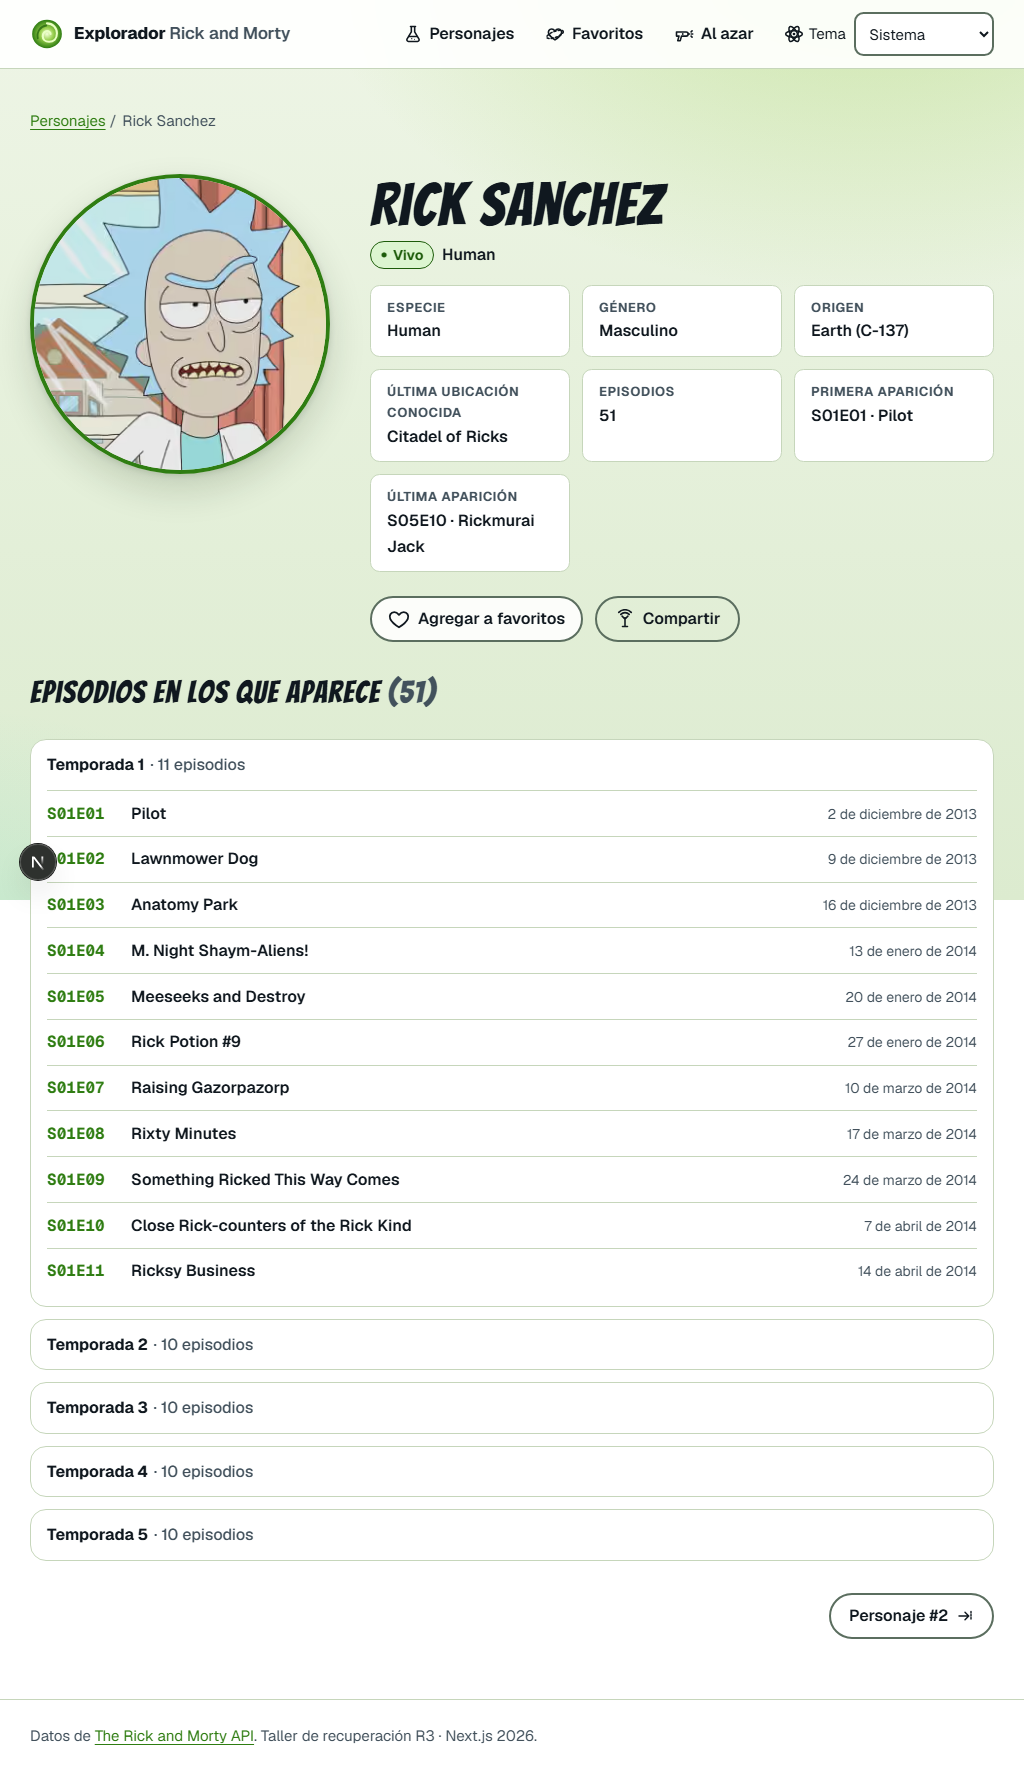 Explorador Rick and Morty Personajes Favoritos Al azar Tema Sistema
Personajes / Rick Sanchez
RICK SANCHEZ
• Vivo Human
ESPECIE
Human
GÉNERO
Masculino
ORIGEN
Earth (C-137)
ÚLTIMA UBICACIÓN
CONOCIDA
Citadel of Ricks
EPISODIOS
51
PRIMERA APARICIÓN
S01E01 · Pilot
ÚLTIMA APARICIÓN
S05E10 · Rickmurai
Jack
Agregar a favoritos Compartir
EPISODIOS EN LOS QUE APARECE (51)
Temporada 1 · 11 episodios
S01E01 Pilot 2 de diciembre de 2013
N 01E02 Lawnmower Dog 9 de diciembre de 2013
S01E03 Anatomy Park 16 de diciembre de 2013
S01E04 M. Night Shaym-Aliens! 13 de enero de 2014
S01E05 Meeseeks and Destroy 20 de enero de 2014
S01E06 Rick Potion #9 27 de enero de 2014
S01E07 Raising Gazorpazorp 10 de marzo de 2014
S01E08 Rixty Minutes 17 de marzo de 2014
S01E09 Something Ricked This Way Comes 24 de marzo de 2014
S01E10 Close Rick-counters of the Rick Kind 7 de abril de 2014
S01E11 Ricksy Business 14 de abril de 2014
Temporada 2 · 10 episodios
Temporada 3 · 10 episodios
Temporada 4 · 10 episodios
Temporada 5 · 10 episodios
Personaje #2
Datos de The Rick and Morty API. Taller de recuperación R3 · Next.js 2026.